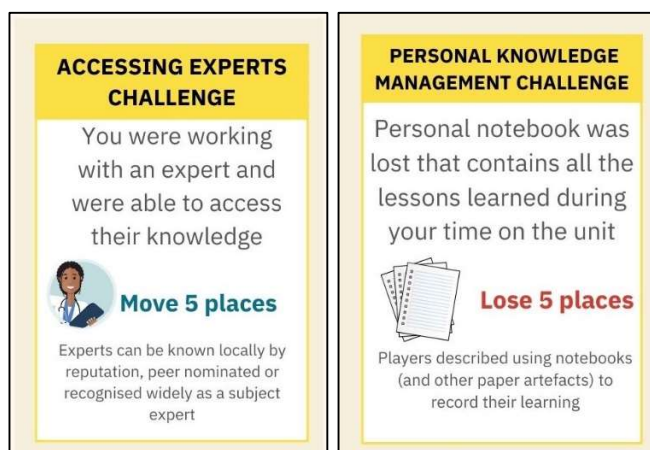 ACCESSING EXPERTS
CHALLENGE
You were working
with an expert and
were able to access
their knowledge
Move 5 places
Experts can be known locally by
reputation, peer nominated or
recognised widely as a subject
expert
PERSONAL KNOWLEDGE
MANAGEMENT CHALLENGE
Personal notebook was
lost that contains all the
lessons learned during
your time on the unit
Lose 5 places
Players described using notebooks
(and other paper artefacts) to
record their learning